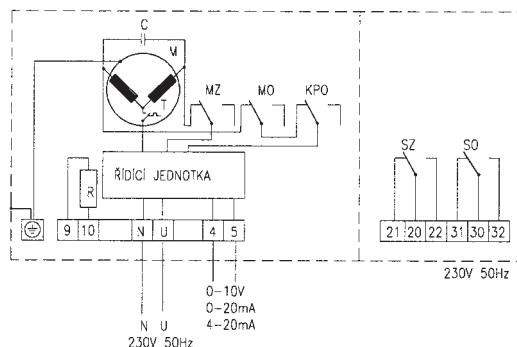 C
M
MZ MO KPO
T
ŘÍDÍCÍ JEDNOTKA
R
SZ SO
9 10 N U 4 5
21 20 22 31 30 32
230V 50Hz
0-10V
0-20mA
4-20mA
N U
230V 50Hz